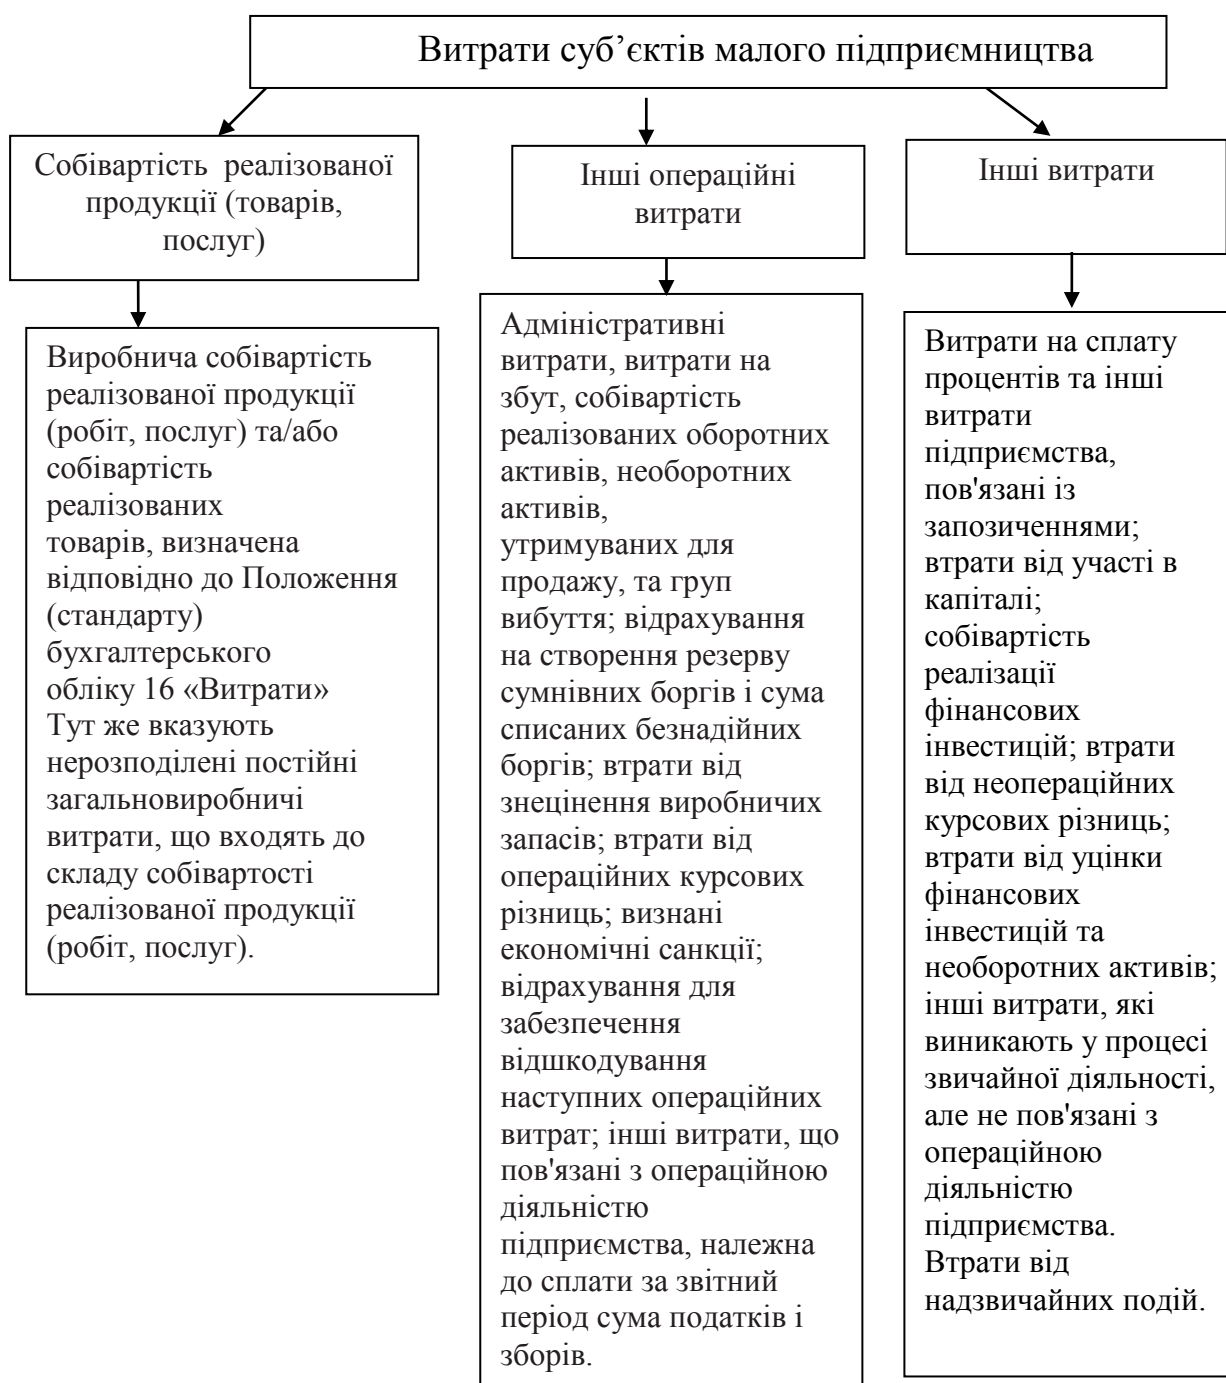 Витрати суб’єктів малого підприємництва
Собівартість реалізованої
продукції (товарів,
послуг)
Інші операційні
витрати
Інші витрати
Виробнича собівартість
реалізованої продукції
(робіт, послуг) та/або
собівартість
реалізованих
товарів, визначена
відповідно до Положення
(стандарту)
бухгалтерського
обліку 16 «Витрати»
Тут же вказують
нерозподілені постійні
загальновиробничі
витрати, що входять до
складу собівартості
реалізованої продукції
(робіт, послуг).
Адміністративні
витрати, витрати на
збут, собівартість
реалізованих оборотних
активів, необоротних
активів,
утримуваних для
продажу, та груп
вибуття; відрахування
на створення резерву
сумнівних боргів і сума
списаних безнадійних
боргів; втрати від
знецінення виробничих
запасів; втрати від
операційних курсових
різниць; визнані
економічні санкції;
відрахування для
забезпечення
відшкодування
наступних операційних
витрат; інші витрати, що
пов'язані з операційною
діяльністю
підприємства, належна
до сплати за звітний
період сума податків і
зборів.
Витрати на сплату
процентів та інші
витрати
підприємства,
пов'язані із
запозиченнями;
втрати від участі в
капіталі;
собівартість
реалізації
фінансових
інвестицій; втрати
від неопераційних
курсових різниць;
втрати від уцінки
фінансових
інвестицій та
необоротних активів;
інші витрати, які
виникають у процесі
звичайної діяльності,
але не пов'язані з
операційною
діяльністю
підприємства.
Втрати від
надзвичайних подій.